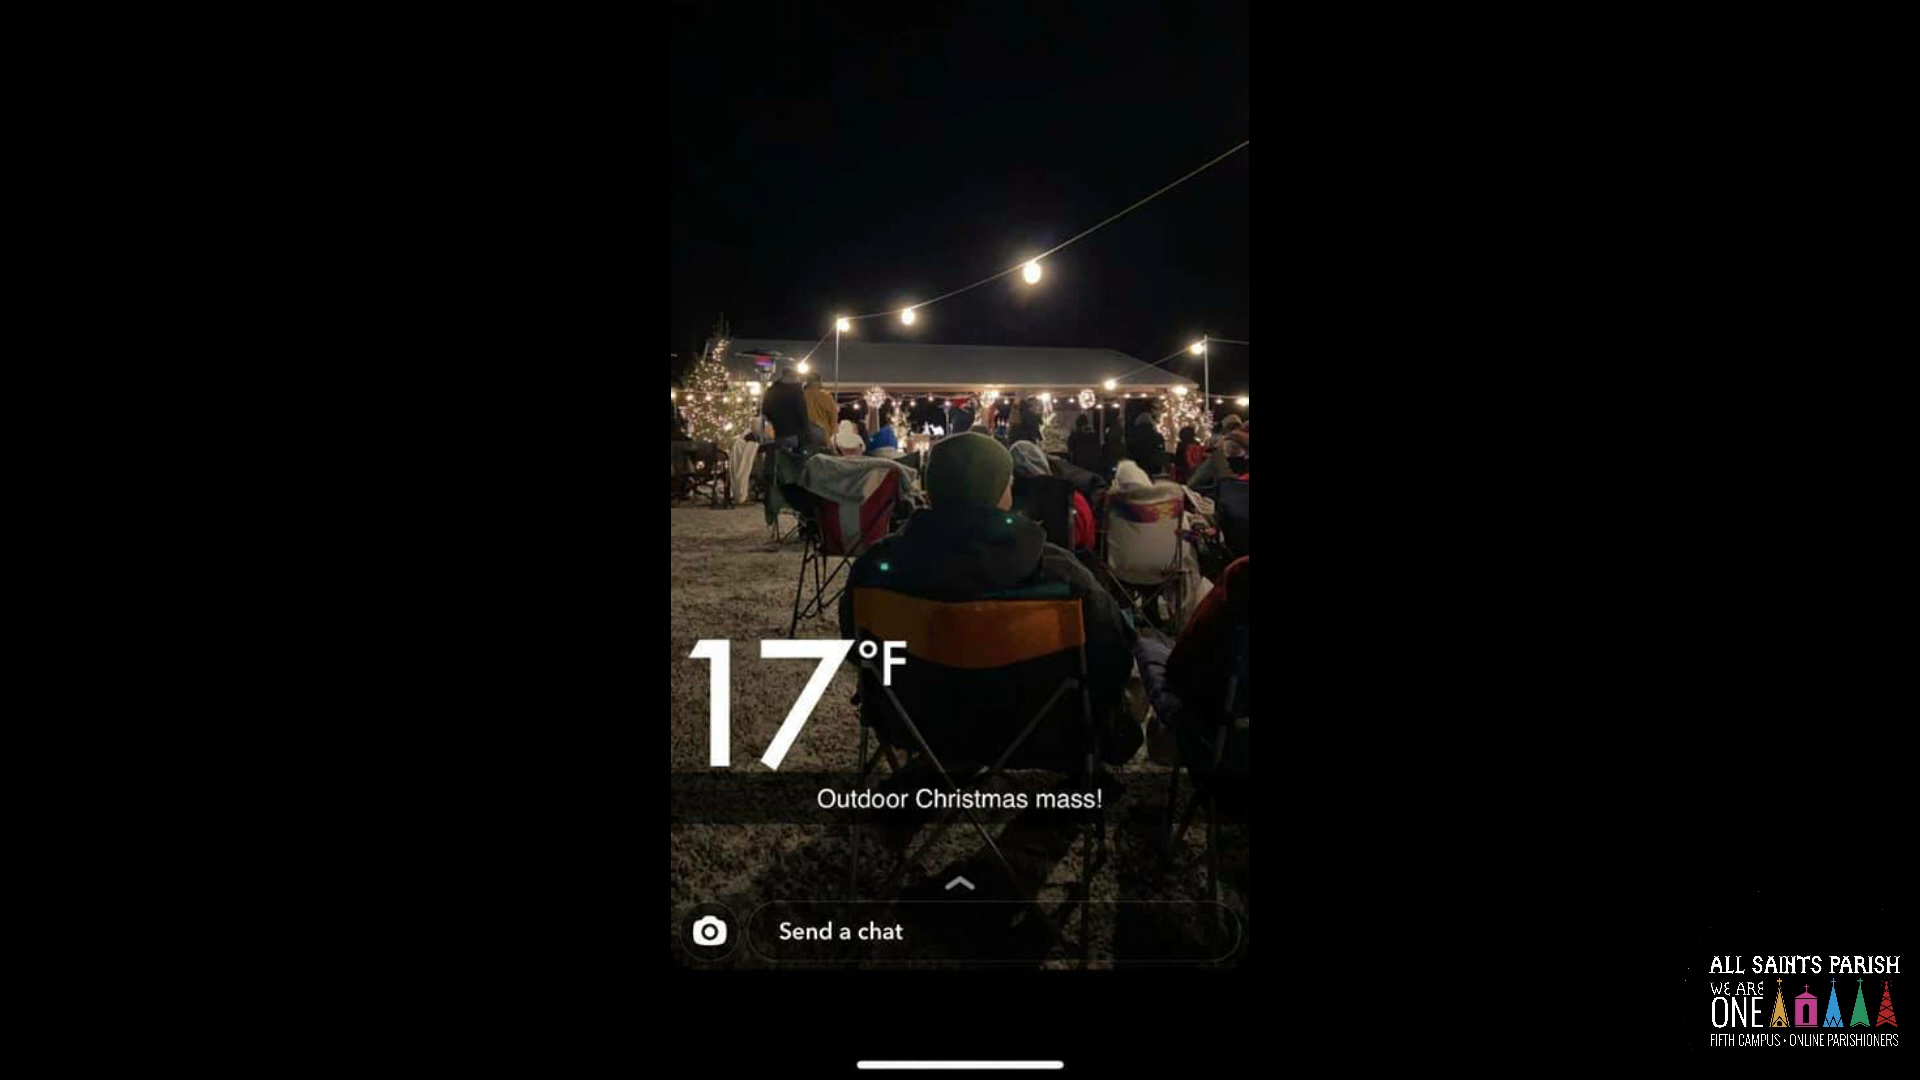 17°F
Outdoor Christmas mass!
Send a chat
ALL SAINTS PARISH
WE ARE
ONE
FIFTH CAMPUS • ONLINE PARISHIONERS